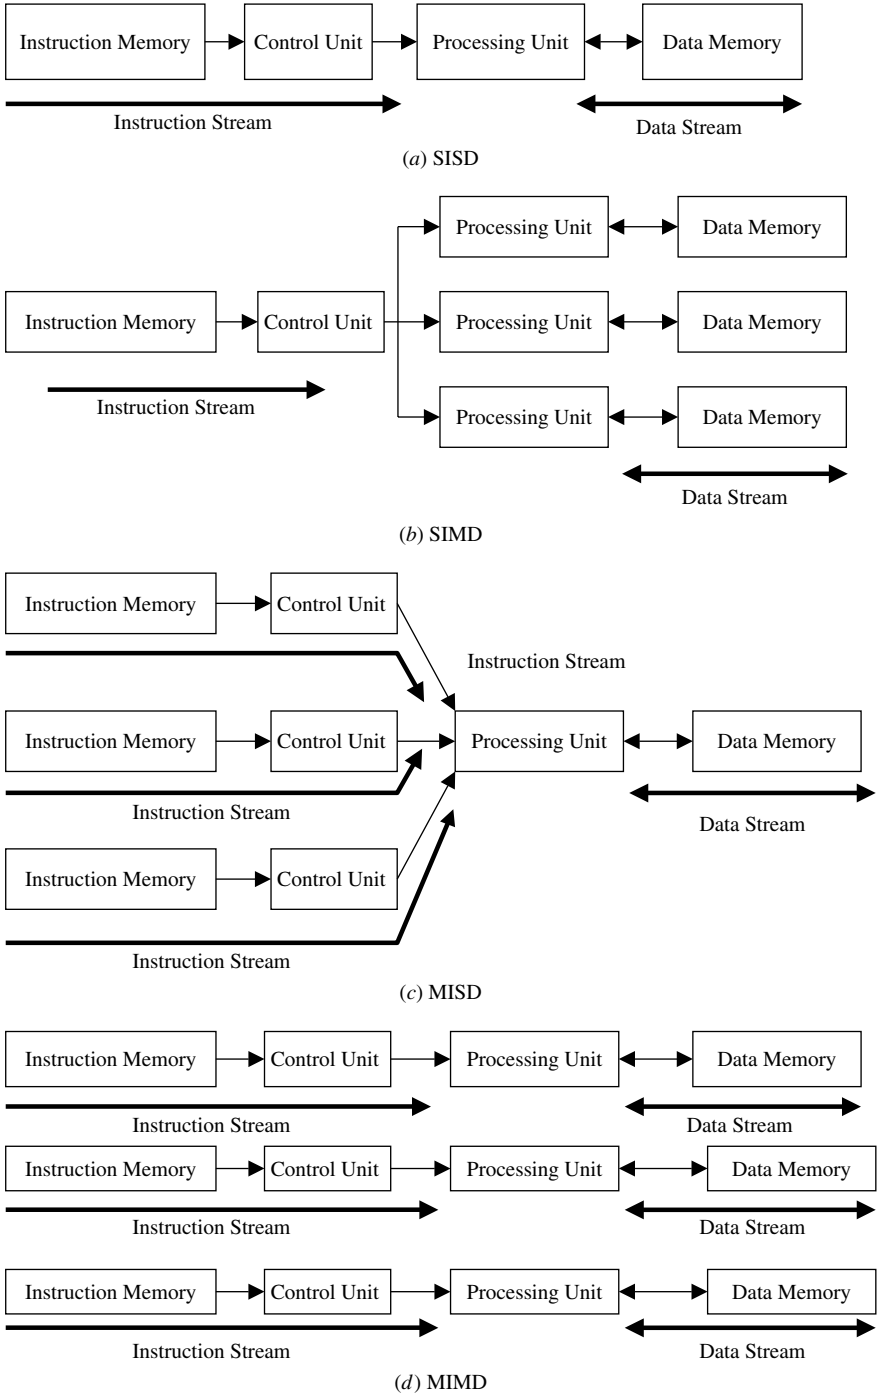 Instruction Memory
Control Unit
Processing Unit
Data Memory
Instruction Stream
Data Stream
(a) SISD
Processing Unit
Data Memory
Instruction Memory
Control Unit
Processing Unit
Data Memory
Instruction Stream
Processing Unit
Data Memory
Data Stream
(b) SIMD
Instruction Memory
Control Unit
Instruction Stream
Instruction Memory
Control Unit
Processing Unit
Data Memory
Instruction Stream
Data Stream
Instruction Memory
Control Unit
Instruction Stream
(c) MISD
Instruction Memory
Control Unit
Processing Unit
Data Memory
Instruction Stream
Data Stream
Instruction Memory
Control Unit
Processing Unit
Data Memory
Instruction Stream
Data Stream
Instruction Memory
Control Unit
Processing Unit
Data Memory
Instruction Stream
Data Stream
(d) MIMD